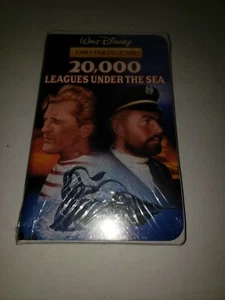 Walt Disney
FAMILY FILM COLLECTION
20,000
LEAGUES UNDER THE SEA